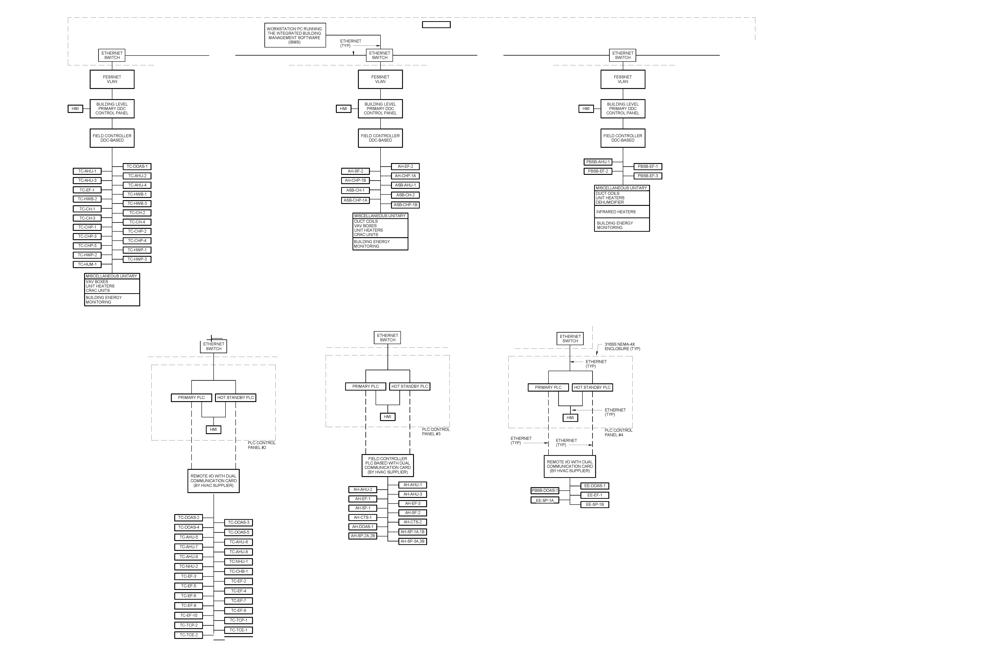 WORKSTATION PC RUNNING
THE INTEGRATED BUILDING
MANAGEMENT SOFTWARE
(IBMS)
ETHERNET
(TYP)
ETHERNET
SWITCH
FESSNET
VLAN
HMI
BUILDING LEVEL
PRIMARY DDC
CONTROL PANEL
FIELD CONTROLLER
DDC-BASED
TC-DOAS-1
TC-AHU-1
TC-AHU-2
TC-AHU-3
TC-AHU-4
TC-EF-1
TC-HWB-1
TC-HWB-2
TC-HWB-3
TC-CH-1
TC-CH-2
TC-CH-3
TC-CH-4
TC-CHP-1
TC-CHP-2
TC-CHP-3
TC-CHP-4
TC-CHP-5
TC-HWP-1
TC-HWP-2
TC-HWP-3
TC-HUM-1
MISCELLANEOUS UNITARY
VAV BOXES
UNIT HEATERS
CRAC UNITS
BUILDING ENERGY
MONITORING
ETHERNET
SWITCH
FESSNET
VLAN
HMI
BUILDING LEVEL
PRIMARY DDC
CONTROL PANEL
FIELD CONTROLLER
DDC-BASED
AH-EF-2
AH-SF-2
AH-CHP-1A
AH-CHP-1B
ASB-AHU-1
ASB-CH-1
ASB-CH-2
ASB-CHP-1A
ASB-CHP-1B
MISCELLANEOUS UNITARY
DUCT COILS
VAV BOXES
UNIT HEATERS
CRAC UNITS
BUILDING ENERGY
MONITORING
ETHERNET
SWITCH
FESSNET
VLAN
HMI
BUILDING LEVEL
PRIMARY DDC
CONTROL PANEL
FIELD CONTROLLER
DDC-BASED
PBSB-AHU-1
PBSB-EF-1
PBSB-EF-2
PBSB-EF-3
MISCELLANEOUS UNITARY
DUCT COILS
UNIT HEATERS
DEHUMIDIFIER
INFRARED HEATERS
BUILDING ENERGY
MONITORING
ETHERNET
SWITCH
PRIMARY PLC
HOT STANDBY PLC
HMI
PLC CONTROL
PANEL #2
REMOTE I/O WITH DUAL
COMMUNICATION CARD
(BY HVAC SUPPLIER)
TC-DOAS-2
TC-DOAS-3
TC-DOAS-4
TC-DOAS-5
TC-AHU-5
TC-AHU-6
TC-AHU-7
TC-AHU-8
TC-AHU-9
TC-NHU-1
TC-NHU-2
TC-CHB-1
TC-EF-3
TC-EF-2
TC-EF-5
TC-EF-4
TC-EF-6
TC-EF-7
TC-EF-8
TC-EF-9
TC-EF-10
TC-TCP-1
TC-TCP-2
TC-TCE-1
TC-TCE-2
ETHERNET
SWITCH
PRIMARY PLC
HOT STANDBY PLC
HMI
PLC CONTROL
PANEL #3
FIELD CONTROLLER
PLC BASED WITH DUAL
COMMUNICATION CARD
(BY HVAC SUPPLIER)
AH-AHU-1
AH-AHU-2
AH-AHU-3
AH-EF-1
AH-EF-3
AH-SF-1
AH-SF-2
AH-CTS-1
AH-CTS-2
AH-DOAS-1
AH-SP-1A,1B
AH-SP-2A,2B
AH-SP-3A,3B
ETHERNET
SWITCH
316SS NEMA-4X
ENCLOSURE (TYP)
ETHERNET
(TYP)
PRIMARY PLC
HOT STANDBY PLC
ETHERNET
(TYP)
HMI
PLC CONTROL
PANEL #4
ETHERNET
(TYP)
ETHERNET
(TYP)
REMOTE I/O WITH DUAL
COMMUNICATION CARD
(BY HVAC SUPPLIER)
EE-DOAS-1
PBSB-DOAS-1
EE-EF-1
EE-SP-1A
EE-SP-1B